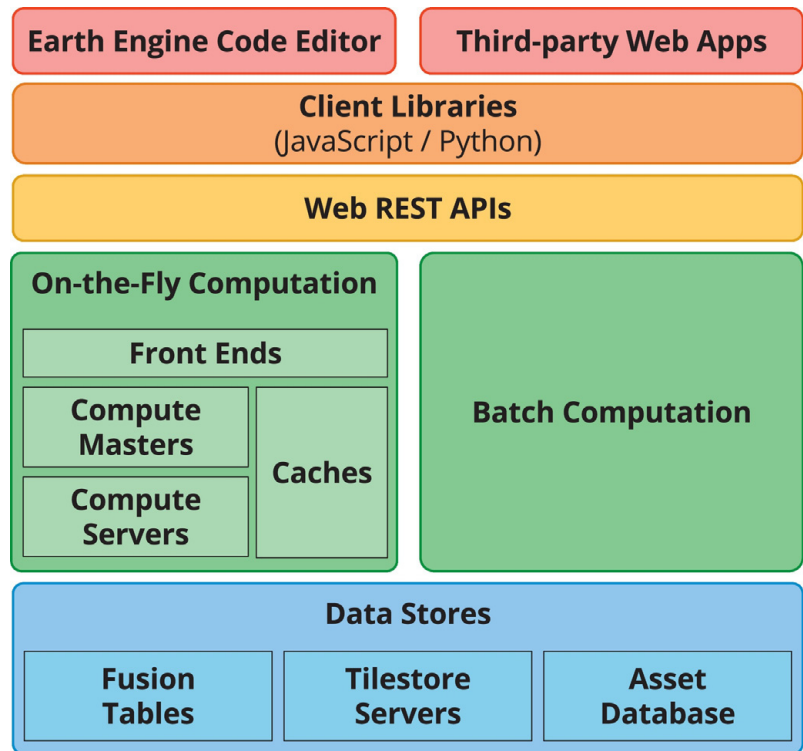 Earth Engine Code Editor
Third-party Web Apps
Client Libraries
(JavaScript / Python)
Web REST APIs
On-the-Fly Computation
Front Ends
Compute
Masters
Caches
Compute
Servers
Batch Computation
Data Stores
Fusion
Tables
Tilestore
Servers
Asset
Database